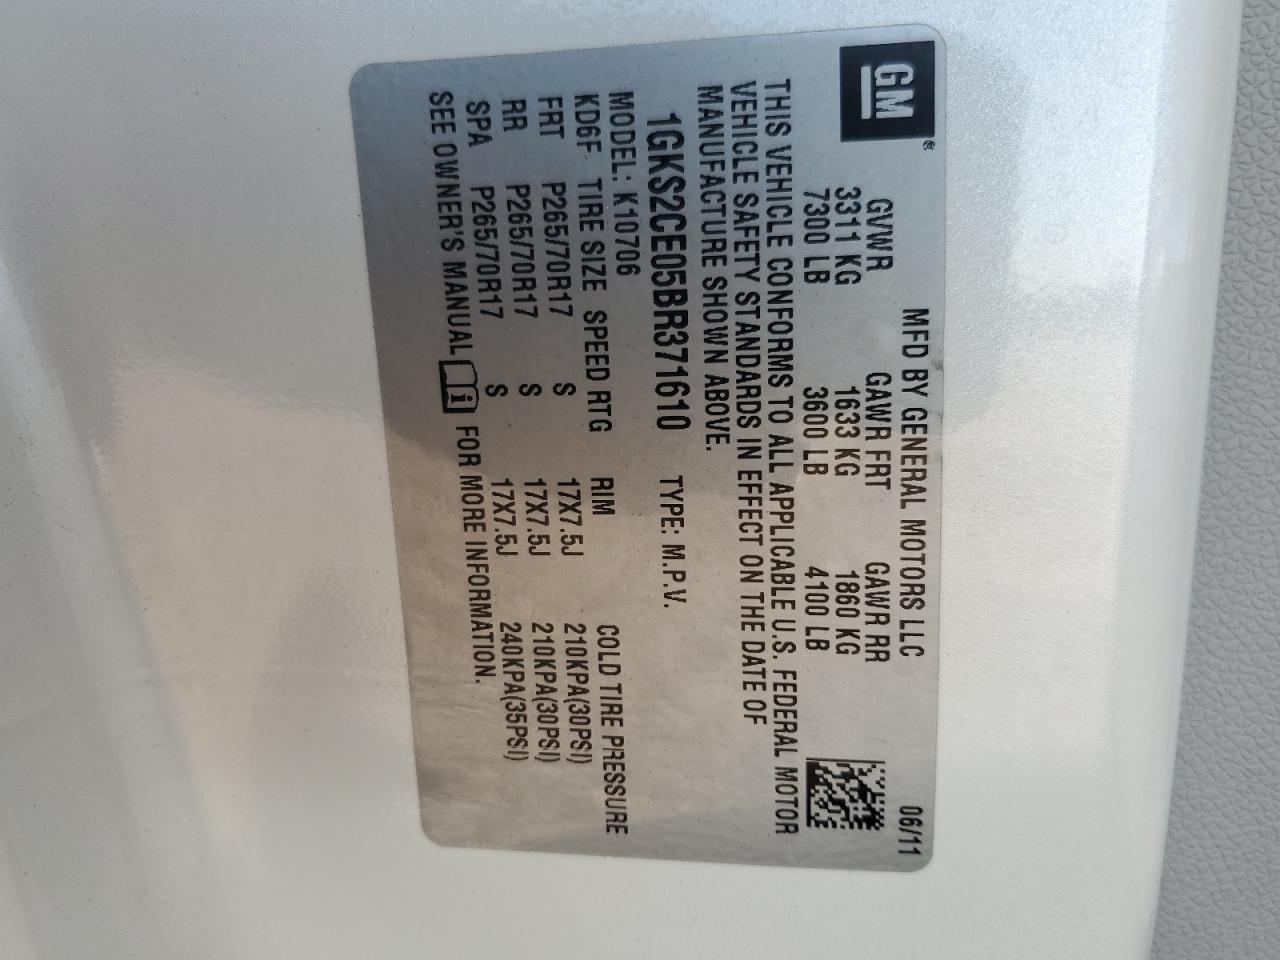 GM® MFD BY GENERAL MOTORS LLC 06/11
GVWR GAWR FRT GAWR RR
3311 KG 1633 KG 1860 KG
7300 LB 3600 LB 4100 LB
THIS VEHICLE CONFORMS TO ALL APPLICABLE U.S. FEDERAL MOTOR
VEHICLE SAFETY STANDARDS IN EFFECT ON THE DATE OF
MANUFACTURE SHOWN ABOVE.
1GKS2CE05BR371610 TYPE: M.P.V.
MODEL: K10706
KD6F TIRE SIZE SPEED RTG RIM COLD TIRE PRESSURE
FRT P265/70R17 S 17X7.5J 210KPA(30PSI)
RR P265/70R17 S 17X7.5J 210KPA(30PSI)
SPA P265/70R17 S 17X7.5J 240KPA(35PSI)
SEE OWNER'S MANUAL i FOR MORE INFORMATION.